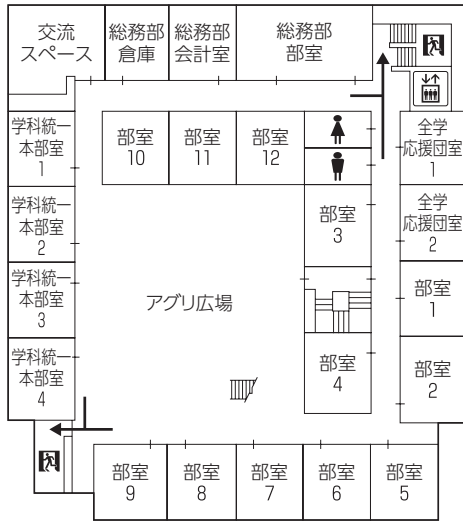 交流
スペース
総務部
倉庫
総務部
会計室
総務部
部室
学科統一
本部室
1
部室
10
部室
11
部室
12
全学
応援団室
1
学科統一
本部室
2
部室
3
全学
応援団室
2
学科統一
本部室
3
アグリ広場
部室
1
学科統一
本部室
4
部室
4
部室
2
部室
9
部室
8
部室
7
部室
6
部室
5